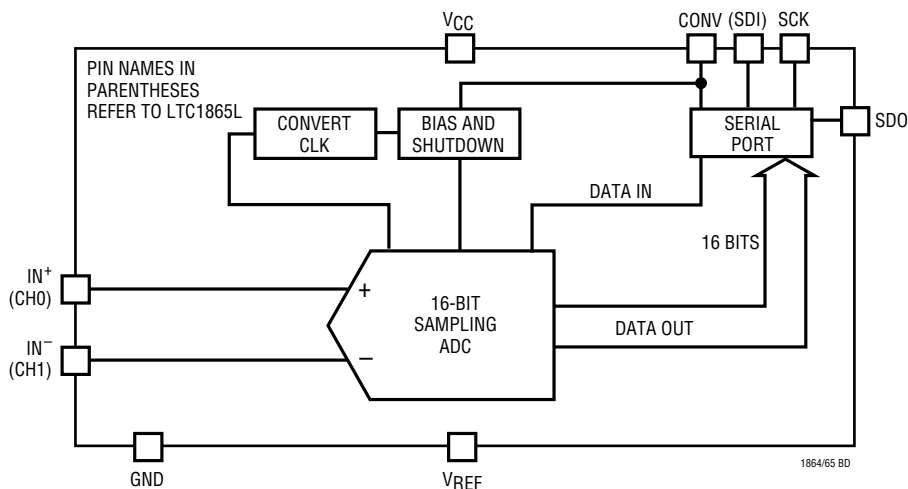 VCC
CONV
(SDI)
SCK
PIN NAMES IN
PARENTHESES
REFER TO LTC1865L
CONVERT
CLK
BIAS AND
SHUTDOWN
SERIAL
PORT
SDO
DATA IN
16 BITS
IN+
(CH0)
+
16-BIT
SAMPLING
ADC
DATA OUT
IN−
(CH1)
−
GND
VREF
1864/65 BD